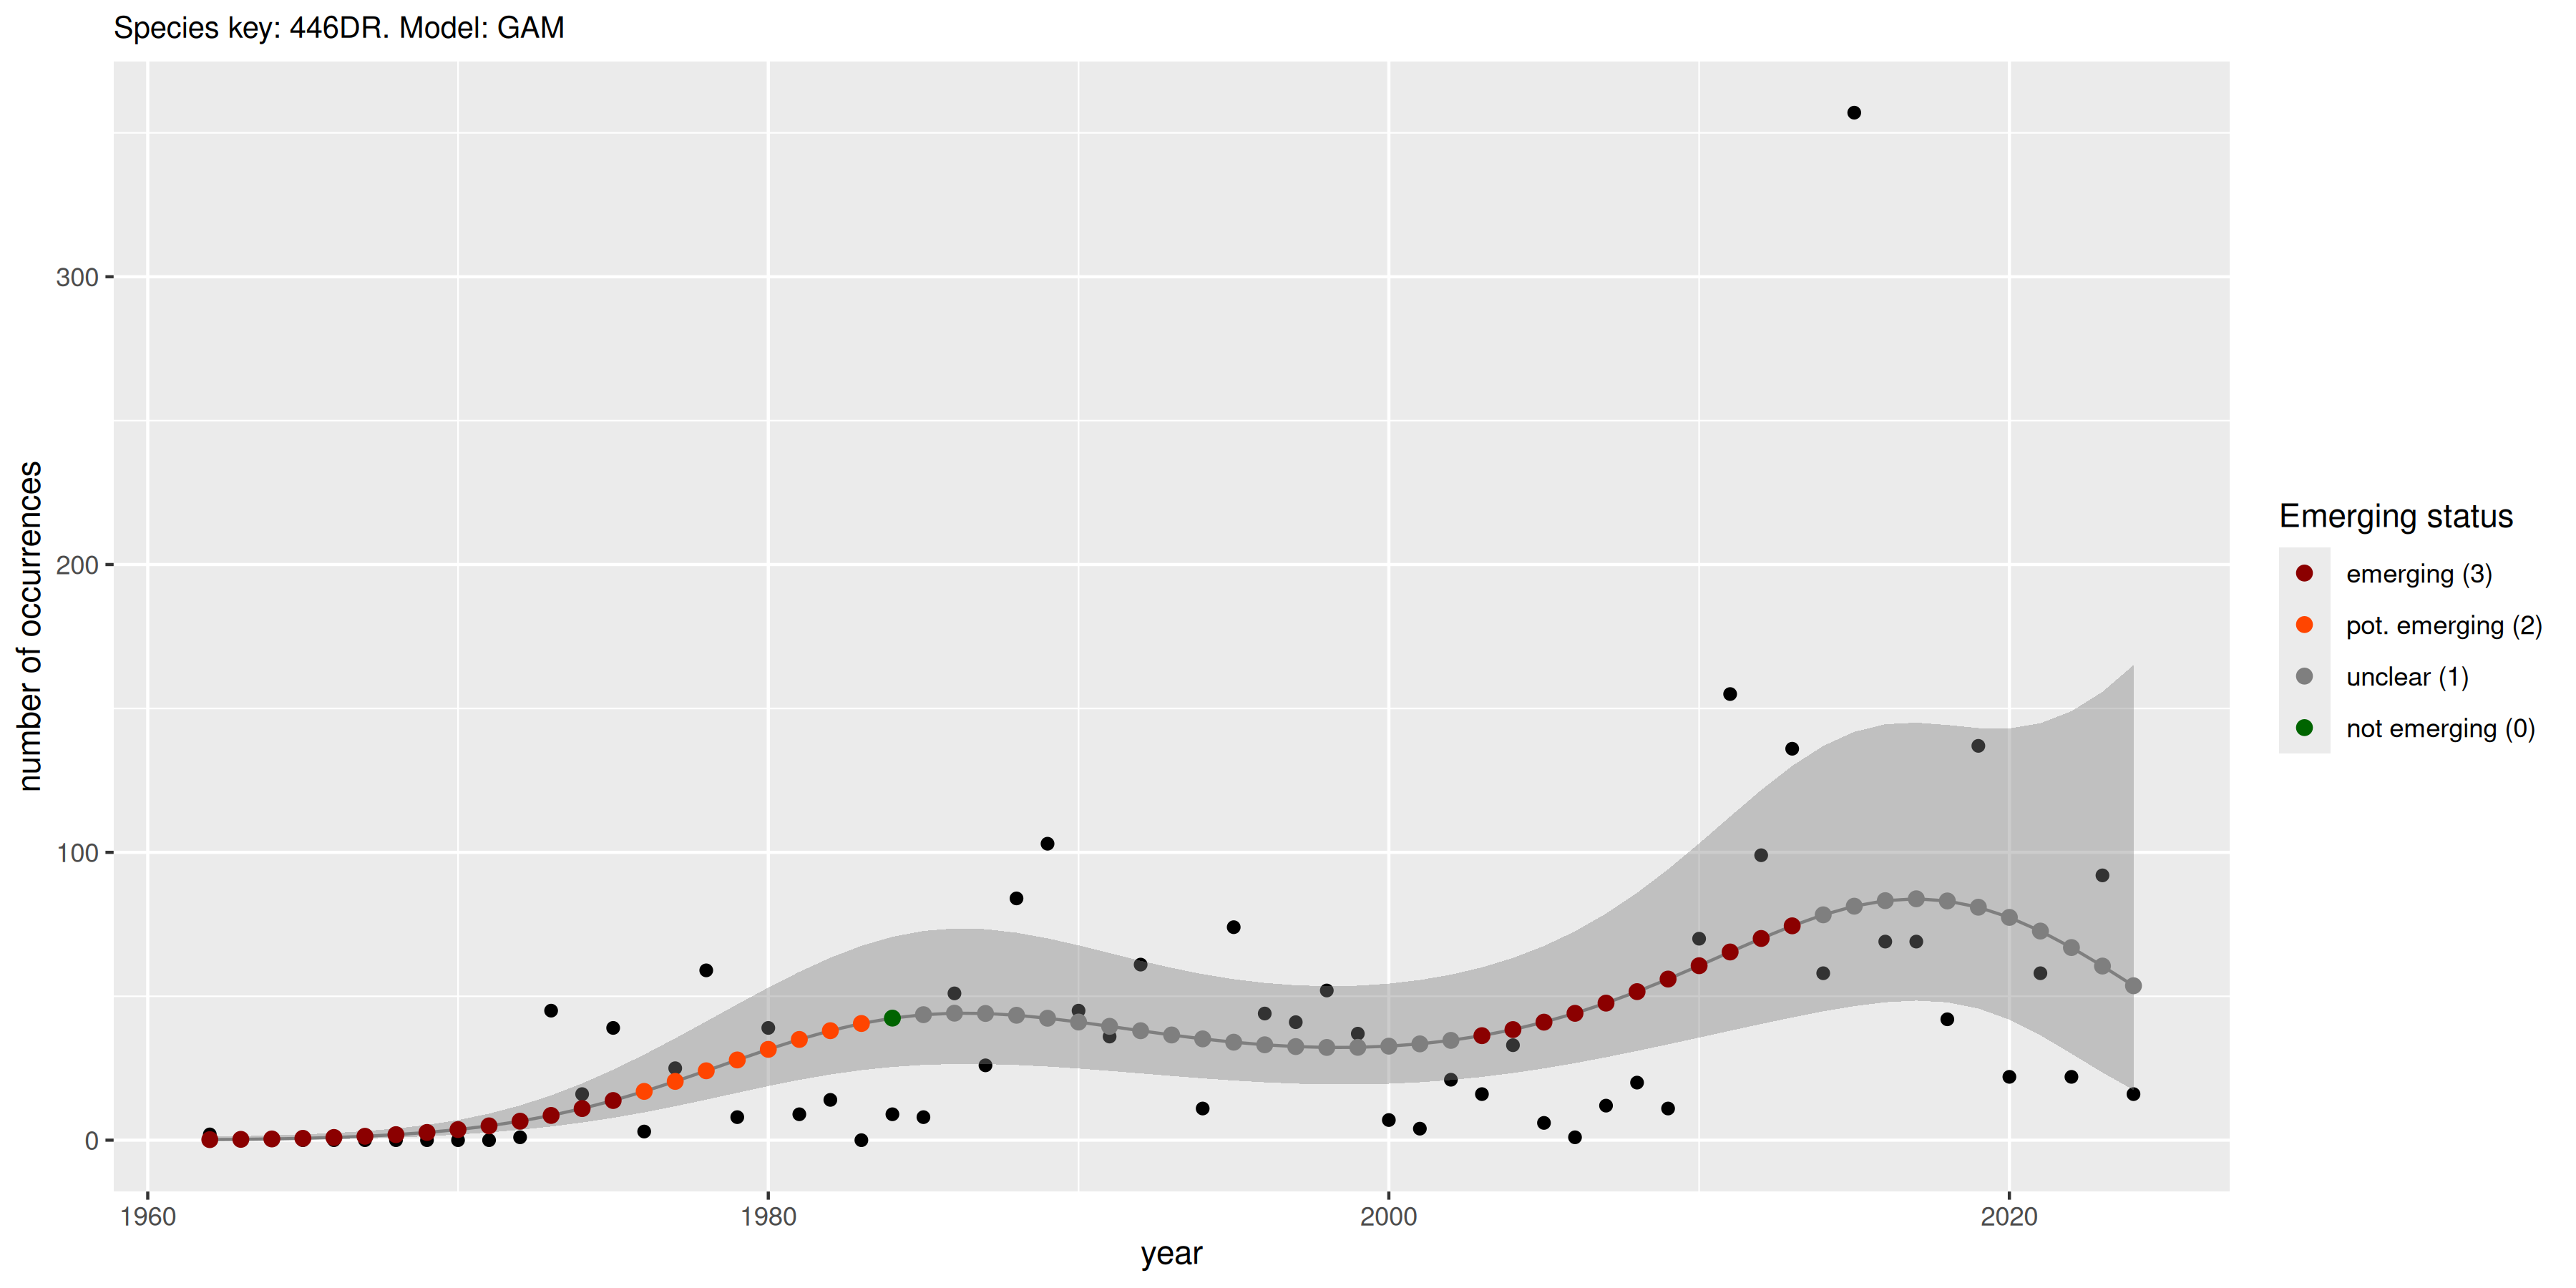 Species key: 446DR. Model: GAM
number of occurrences
300
200
100
0
1960
1980
2000
2020
year
Emerging status
emerging (3)
pot. emerging (2)
unclear (1)
not emerging (0)